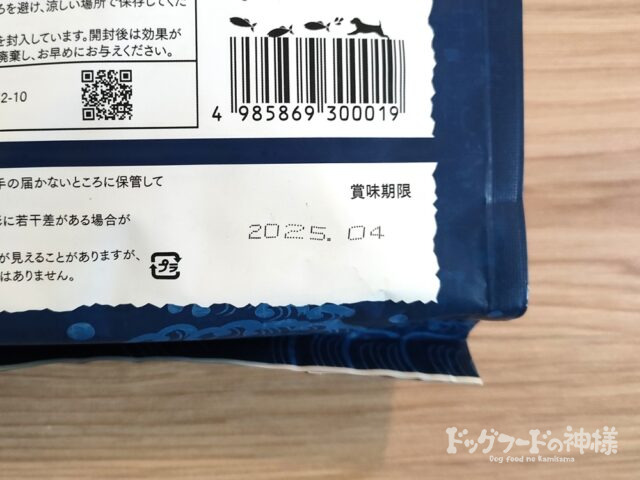 ろを避け、涼しい場所で保存してくだ
を封入しています。開封後は効果が
廃棄し、お早めにお与えください。
2-10
4 985869 300019
手の届かないところに保管して
賞味期限
に若干差がある場合が
2025.04
が見えることがありますが、
はありません。
プラ
ドッグフードの神様
Dog food no Kamisama